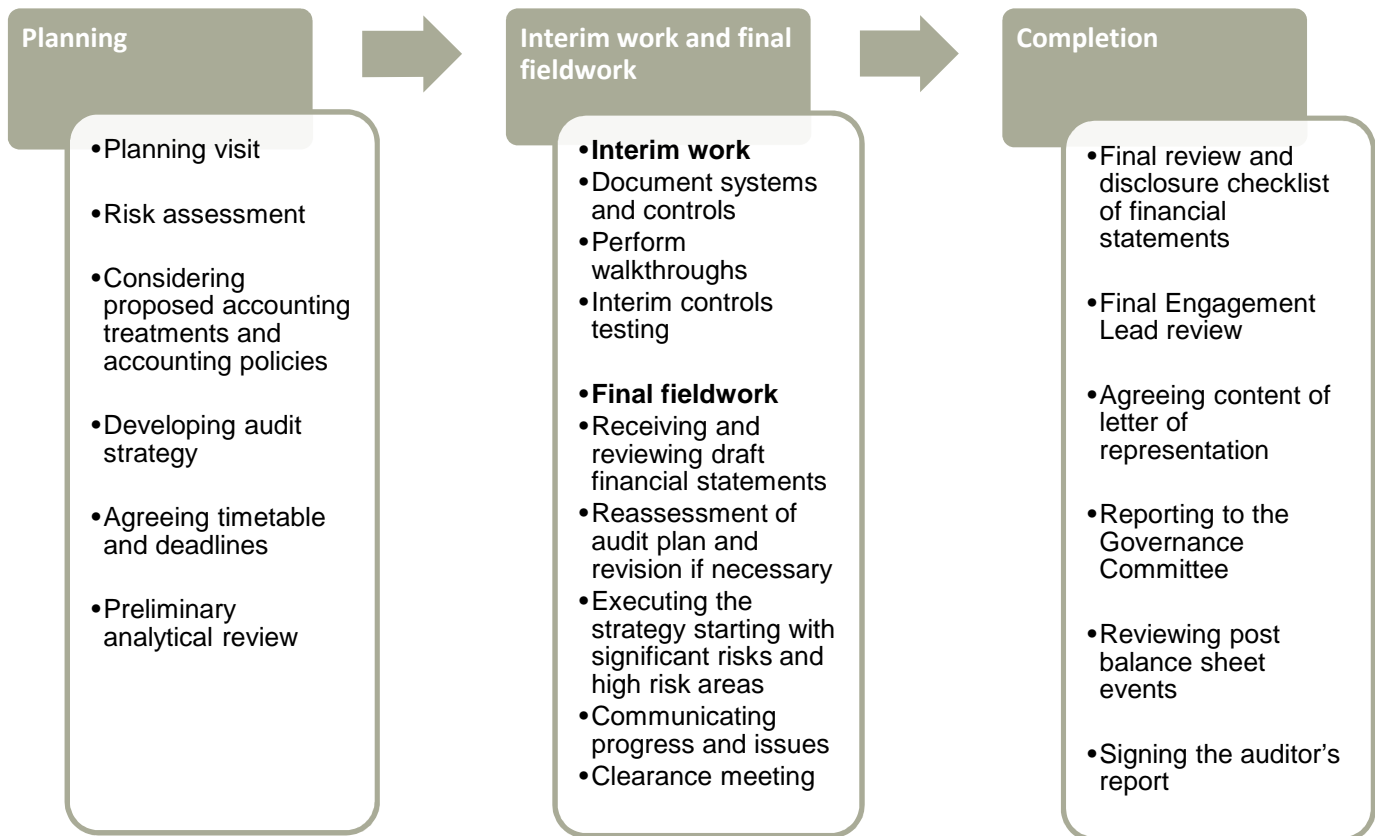 Planning
•Planning visit
•Risk assessment
•Considering
proposed accounting
treatments and
accounting policies
•Developing audit
strategy
•Agreeing timetable
and deadlines
•Preliminary
analytical review
Interim work and final
fieldwork
•Interim work
•Document systems
and controls
•Perform
walkthroughs
•Interim controls
testing
•Final fieldwork
•Receiving and
reviewing draft
financial statements
•Reassessment of
audit plan and
revision if necessary
•Executing the
strategy starting with
significant risks and
high risk areas
•Communicating
progress and issues
•Clearance meeting
Completion
•Final review and
disclosure checklist
of financial
statements
•Final Engagement
Lead review
•Agreeing content of
letter of
representation
•Reporting to the
Governance
Committee
•Reviewing post
balance sheet
events
•Signing the auditor’s
report